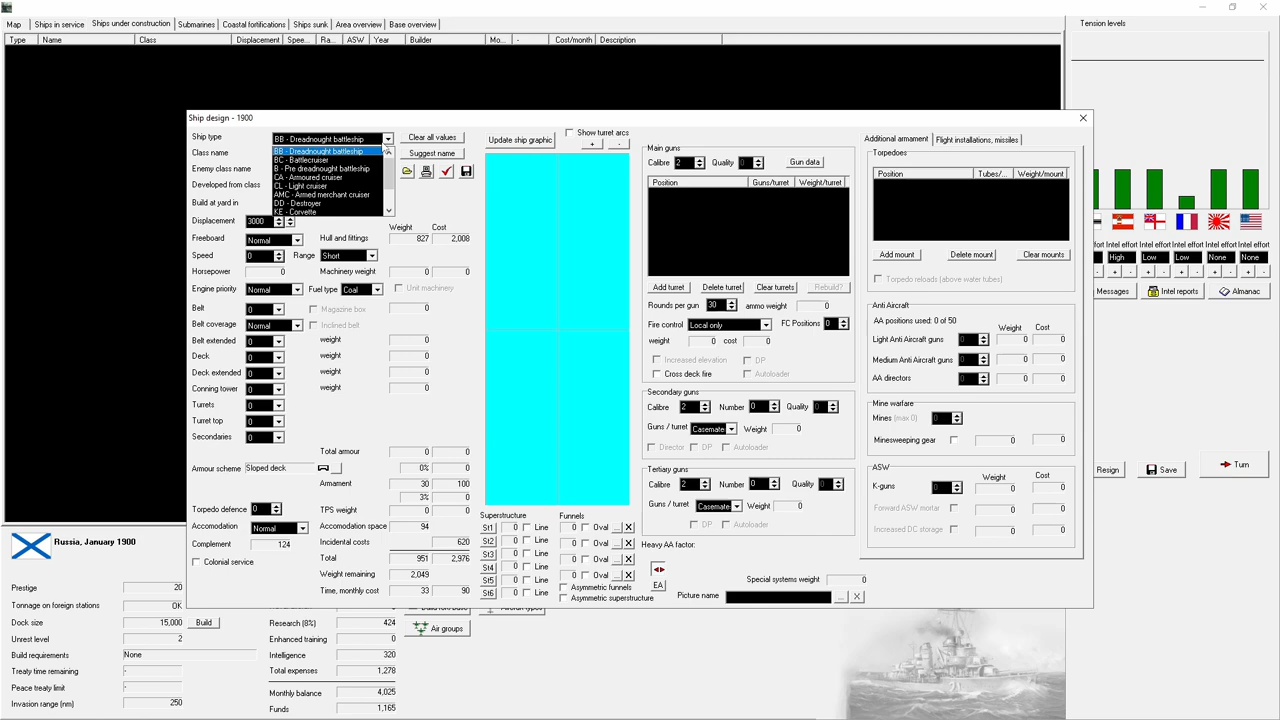 Map Ships in service Ships under construction Submarines Coastal fortifications Ships sunk Area overview Base overview
Tension levels
Type Name Class Displacement Spee... Ra... ASW Year Builder Mo... - Cost/month Description
Ship design - 1900
Ship type BB - Dreadnought battleship Clear all values
BB - Dreadnought battleship
BC - Battlecruiser
B - Pre dreadnought battleship
CA - Armoured cruiser
CL - Light cruiser
AMC - Armed merchant cruiser
DD - Destroyer
KE - Corvette
Class name Suggest name
Enemy class name
Developed from class
Build at yard in
Displacement 3000 Weight Cost
Freeboard Normal Hull and fittings 827 2,008
Speed 0 Range Short
Horsepower 0 Machinery weight 0 0
Engine priority Normal Fuel type Coal Unit machinery
Belt 0 Magazine box 0
Belt coverage Normal Inclined belt
Belt extended 0 weight 0
Deck 0 weight 0
Deck extended 0 weight 0
Conning tower 0 weight 0
Turrets 0
Turret top 0
Secondaries 0
Total armour 0 0
Armour scheme Sloped deck 0% 0
Armament 30 100
3% 0
Torpedo defence 0 TPS weight 0 0
Accomodation Normal Accomodation space 94
Complement 124 Incidental costs 620
Colonial service Total 951 2,976
Weight remaining 2,049
Time, monthly cost 33 90
Update ship graphic Show turret arcs
+ -
Superstructure Funnels
St1 0 Line 0 Oval ... X
St2 0 Line 0 Oval ... X
St3 0 Line 0 Oval ... X
St4 0 Line
St5 0 Line 0 Oval ... X
St6 0 Line Asymmetric funnels
Asymmetric superstructure
Main guns
Calibre 2 Quality 0 Gun data
Position Guns/turret Weight/turret
Add turret Delete turret Clear turrets Rebuild?
Rounds per gun 30 ammo weight 0
Fire control Local only FC Positions 0
weight 0 cost 0
Increased elevation DP
Cross deck fire Autoloader
Secondary guns
Calibre 2 Number 0 Quality 0
Guns / turret Casemate Weight 0
Director DP Autoloader
Tertiary guns
Calibre 2 Number 0 Quality 0
Guns / turret Casemate Weight 0
DP Autoloader
Heavy AA factor:
EA
Special systems weight 0
Picture name ... X
Additional armament Flight installations, missiles
Torpedoes
Position Tubes/... Weight/mount
Add mount Delete mount Clear mounts
Torpedo reloads (above water tubes)
Anti Aircraft
AA positions used: 0 of 50
Weight Cost
Light Anti Aircraft guns 0 0 0
Medium Anti Aircraft guns 0 0 0
AA directors 0 0 0
Mine warfare
Mines (max 0) 0 0 0
Minesweeping gear 0 0
ASW
Weight Cost
K-guns 0 0 0
Forward ASW mortar 0 0
Increased DC storage 0 0
Intel effort Intel effort Intel effort Intel effort Intel effort
High Low Low None None
+ - + - + - + - + -
Messages Intel reports Almanac
Resign Save Turn
Russia, January 1900
Prestige 20
Tonnage on foreign stations OK
Dock size 15,000 Build
Unrest level 2
Build requirements None
Treaty time remaining -
Peace treaty limit -
Invasion range (nm) 250
Research (8%) 424
Enhanced training 0
Intelligence 320
Total expenses 1,278
Monthly balance 4,025
Funds 1,165
Air groups